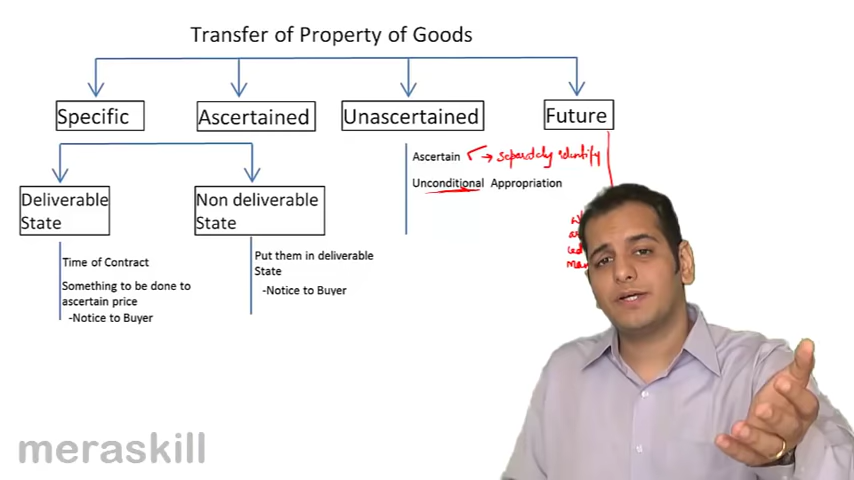 Transfer of Property of Goods
Specific
Ascertained
Unascertained
Future
Ascertain
separately identify
Unconditional Appropriation
Deliverable
State
Non deliverable
State
Time of Contract
Something to be done to
ascertain price
-Notice to Buyer
Put them in deliverable
State
-Notice to Buyer
meraskill